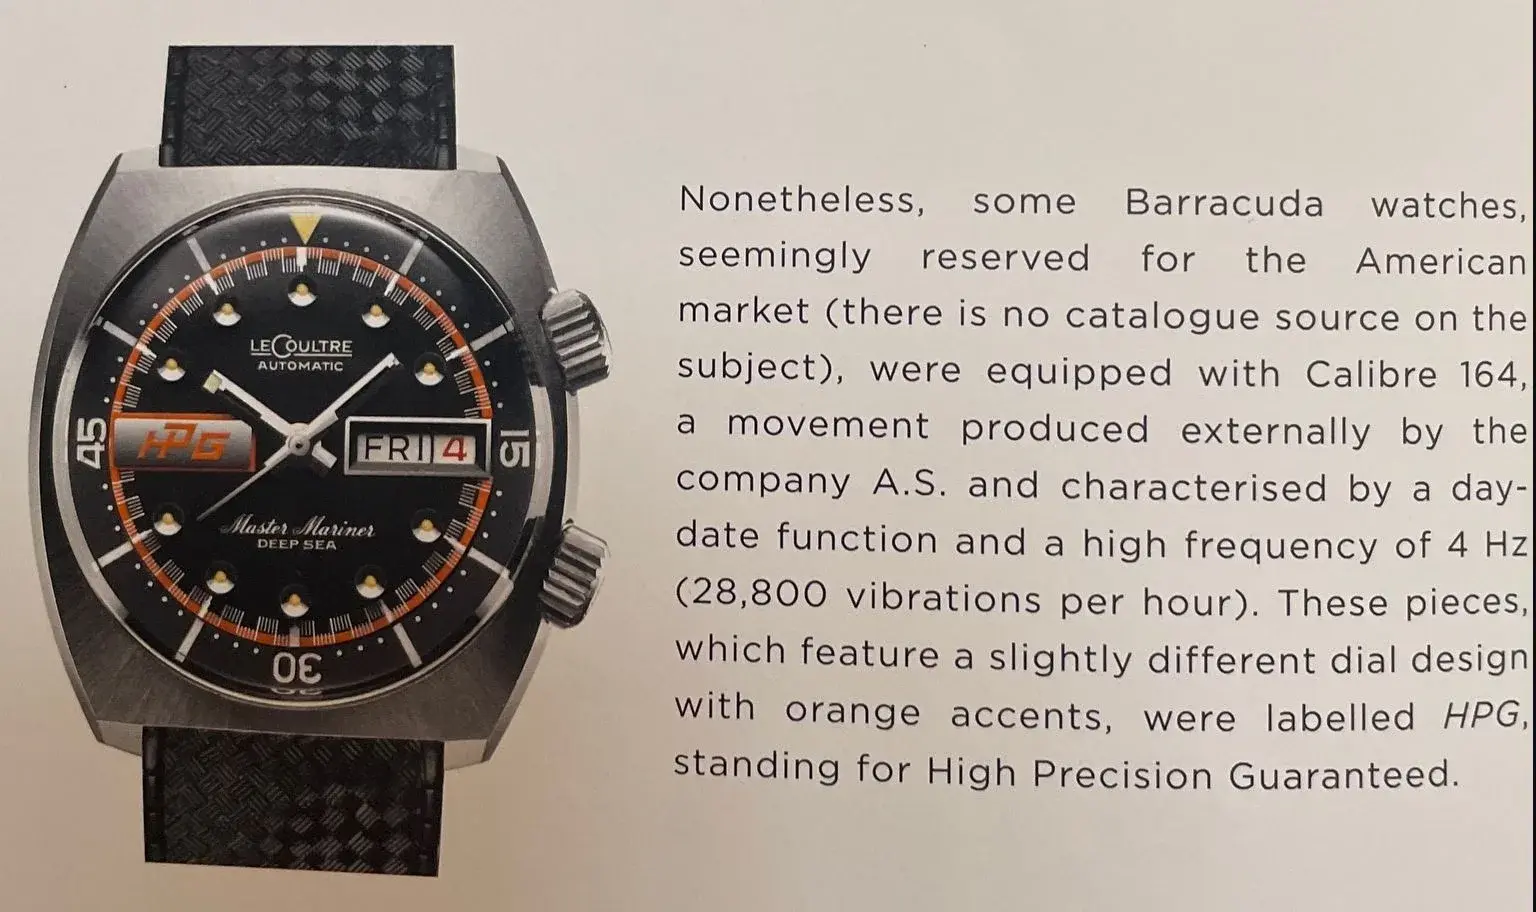 LECOULTRE
AUTOMATIC
45
HPG
FRI 4
15
Master Mariner
DEEP SEA
30
Nonetheless, some Barracuda watches,
seemingly reserved for the American
market (there is no catalogue source on the
subject), were equipped with Calibre 164,
a movement produced externally by the
company A.S. and characterised by a day-
date function and a high frequency of 4 Hz
(28,800 vibrations per hour). These pieces,
which feature a slightly different dial design
with orange accents, were labelled HPG,
standing for High Precision Guaranteed.